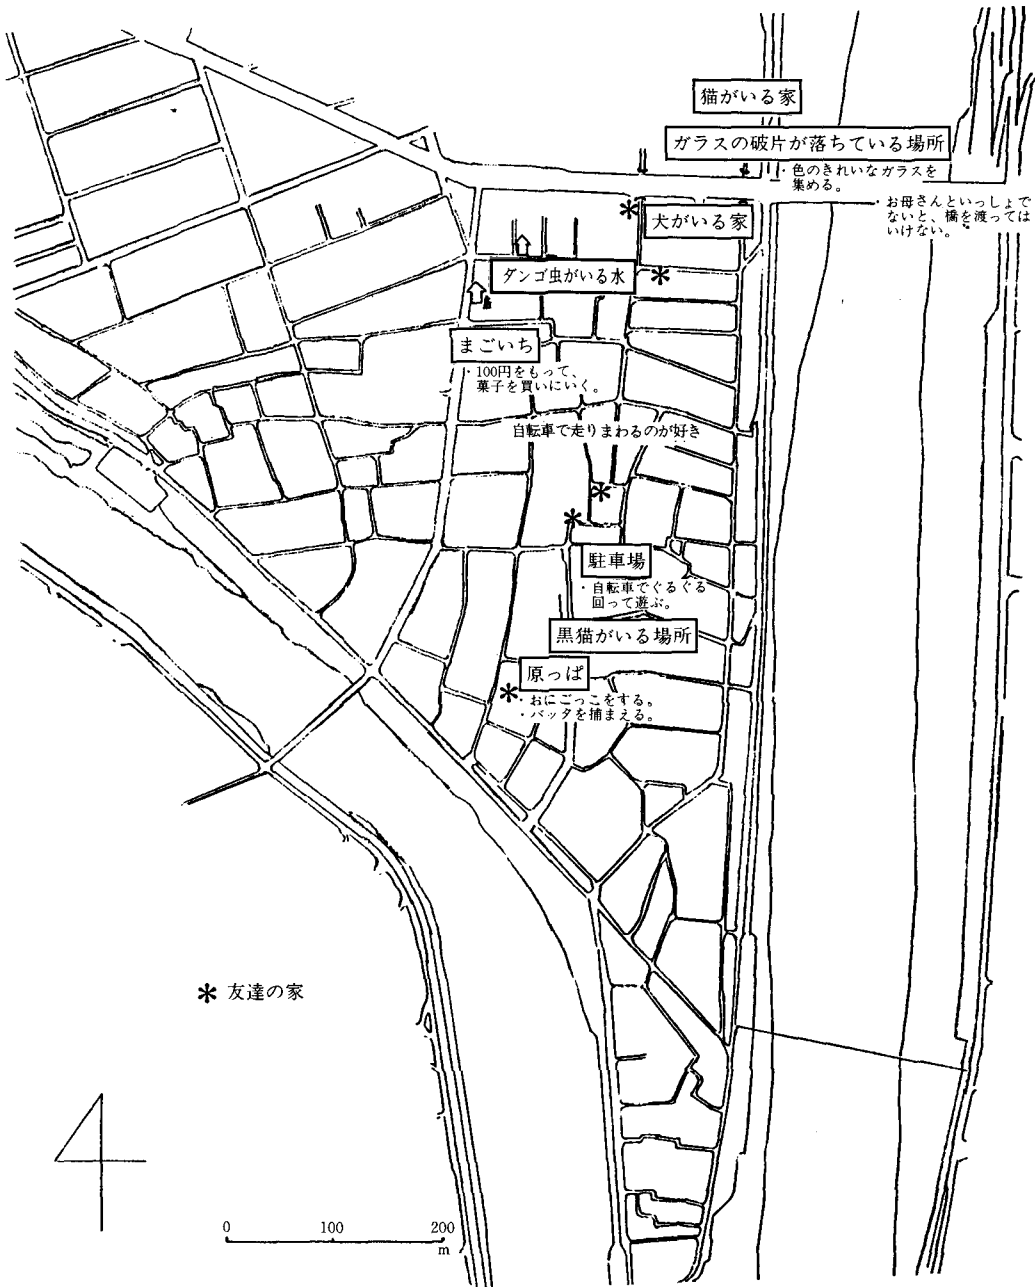 猫がいる家
ガラスの破片が落ちている場所
・色のきれいなガラスを
集める。
・お母さんといっしょで
ないと、橋を渡っては
いけない。
犬がいる家
ダンゴ虫がいる水
まごいち
・100円をもって、
菓子を買いにいく。
自転車で走りまわるのが好き
駐車場
・自転車でぐるぐる
回って遊ぶ。
黒猫がいる場所
原っぱ
・おにごっこをする。
・バッタを捕まえる。
* 友達の家
0 100 200
m